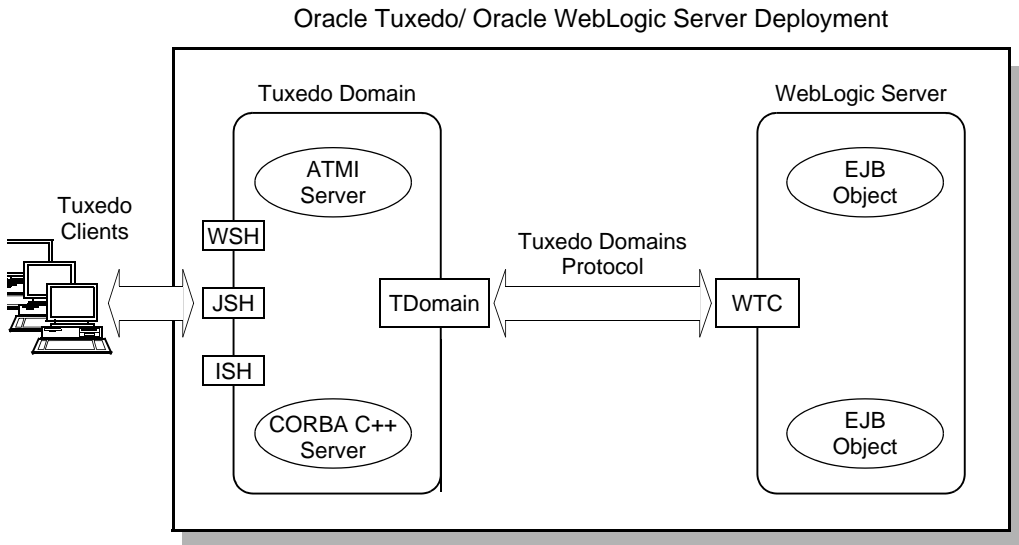 Oracle Tuxedo/ Oracle WebLogic Server Deployment
Tuxedo Domain
WebLogic Server
ATMI
Server
EJB
Object
Tuxedo
Clients
WSH
Tuxedo Domains
Protocol
JSH
TDomain
WTC
ISH
CORBA C++
Server
EJB
Object